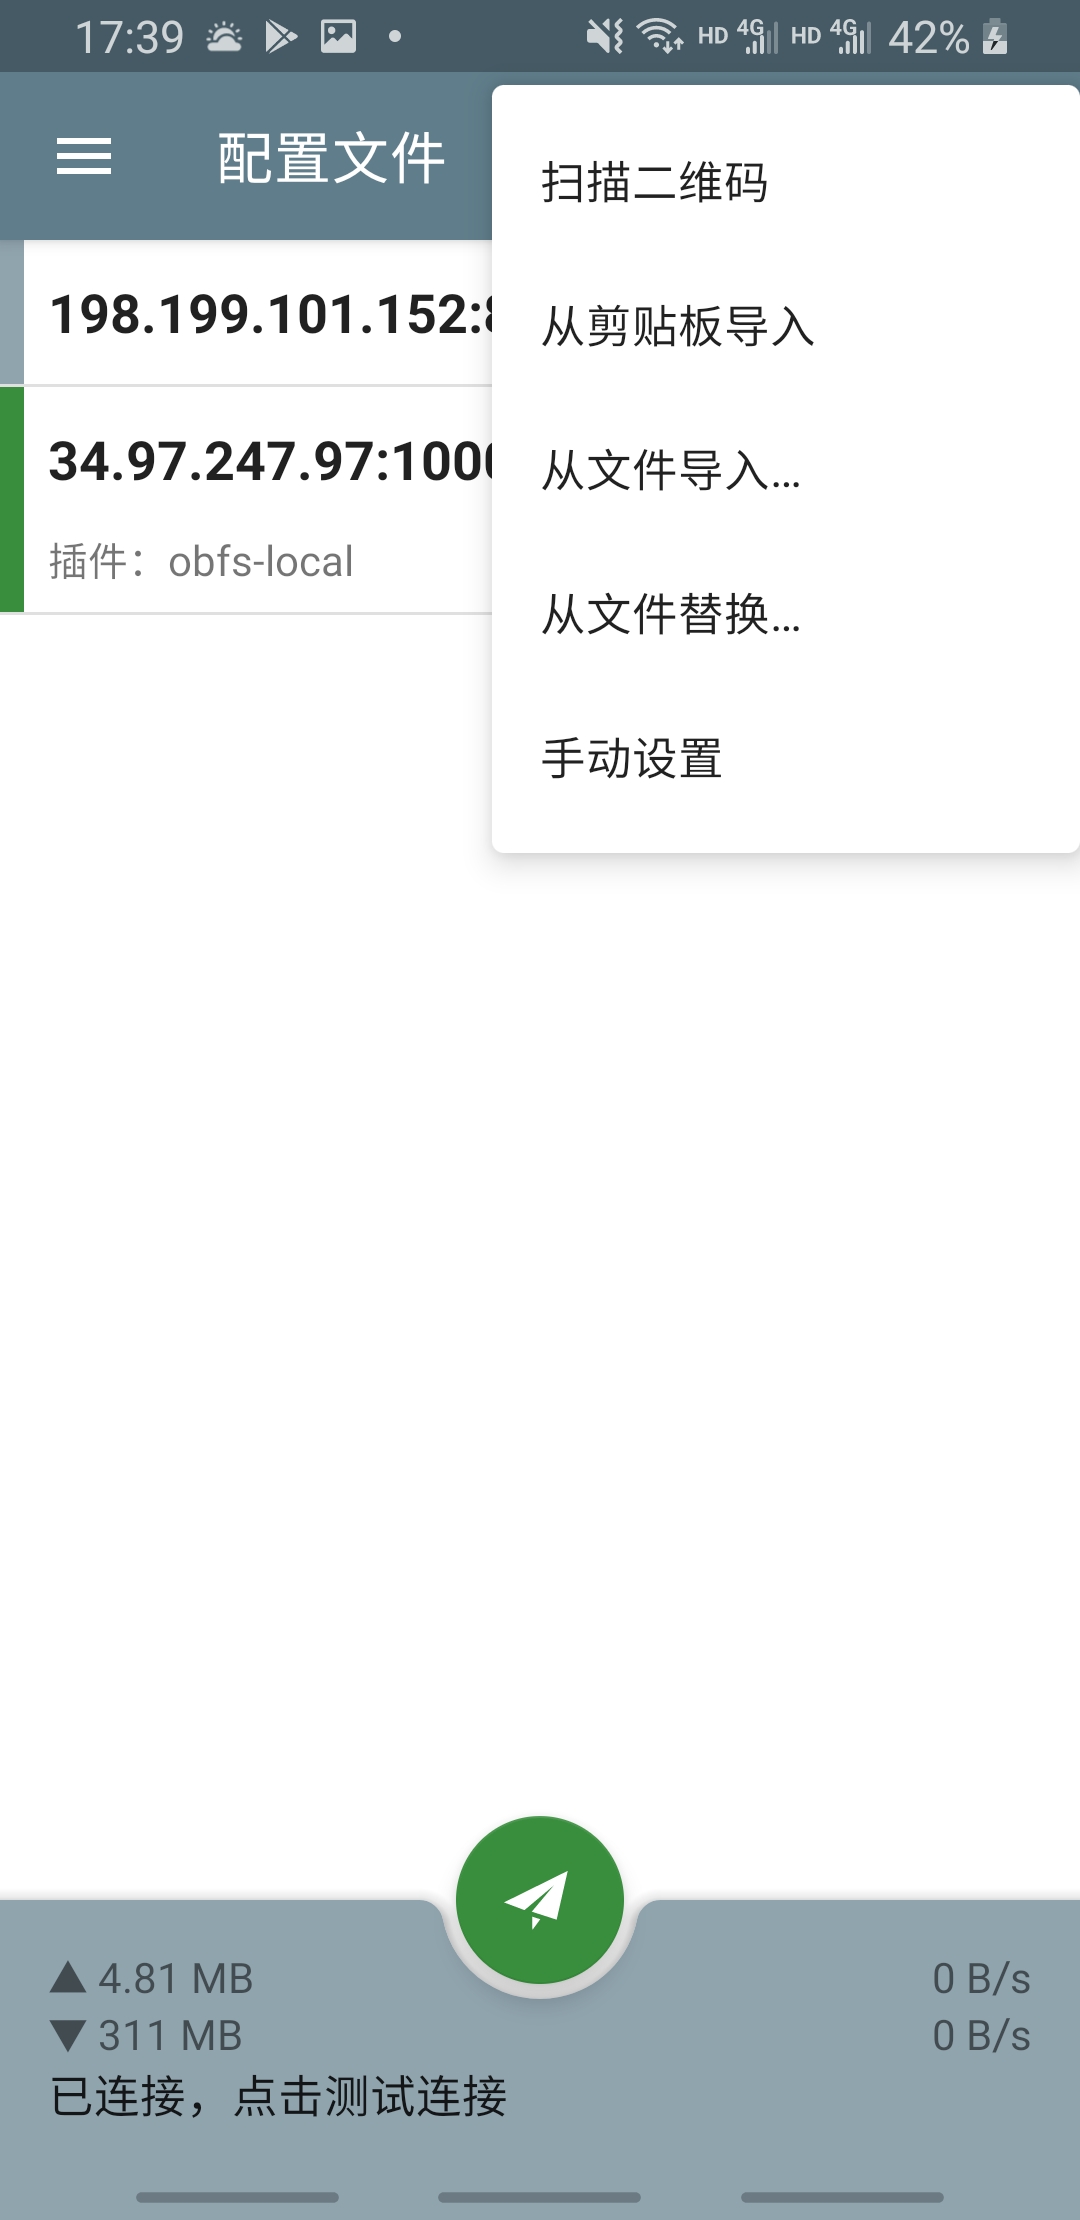 17:39
HD 4G HD 4G 42%
配置文件
扫描二维码
从剪贴板导入
从文件导入...
从文件替换...
手动设置
198.199.101.152:
34.97.247.97:100
插件：obfs-local
▲ 4.81 MB 0 B/s
▼ 311 MB 0 B/s
已连接，点击测试连接